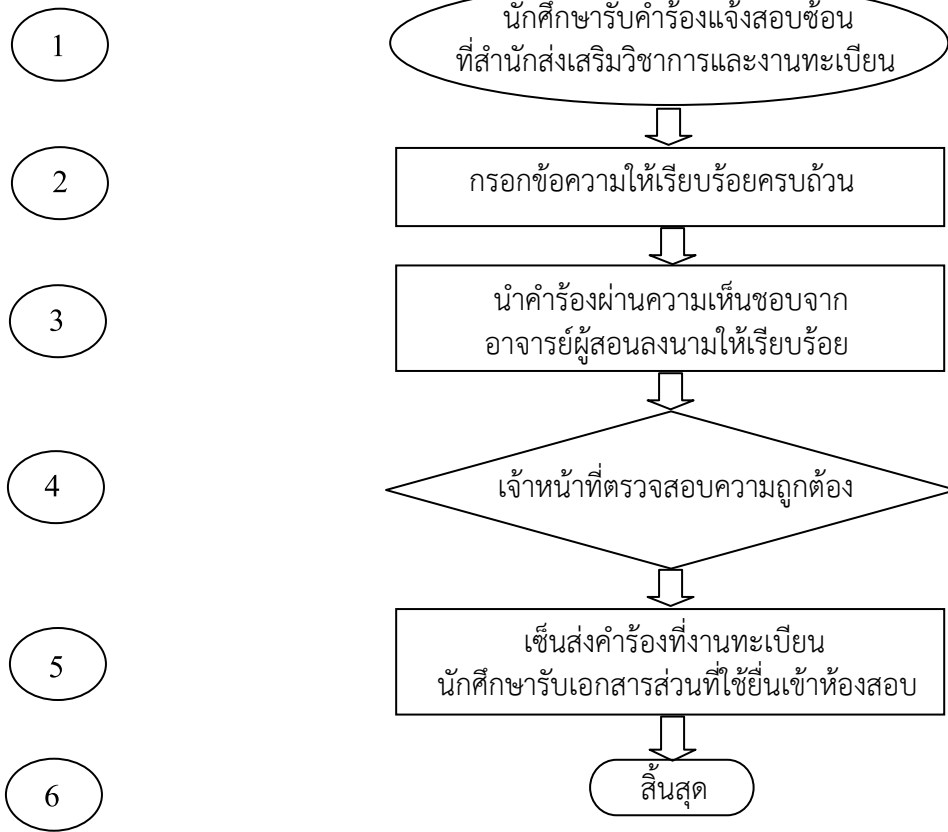 1
นักศึกษารับคำร้องแจ้งสอบซ้อน
ที่สำนักส่งเสริมวิชาการและงานทะเบียน
2
กรอกข้อความให้เรียบร้อยครบถ้วน
3
นำคำร้องผ่านความเห็นชอบจาก
อาจารย์ผู้สอนลงนามให้เรียบร้อย
4
เจ้าหน้าที่ตรวจสอบความถูกต้อง
5
เซ็นส่งคำร้องที่งานทะเบียน
นักศึกษารับเอกสารส่วนที่ใช้ยื่นเข้าห้องสอบ
6
สิ้นสุด